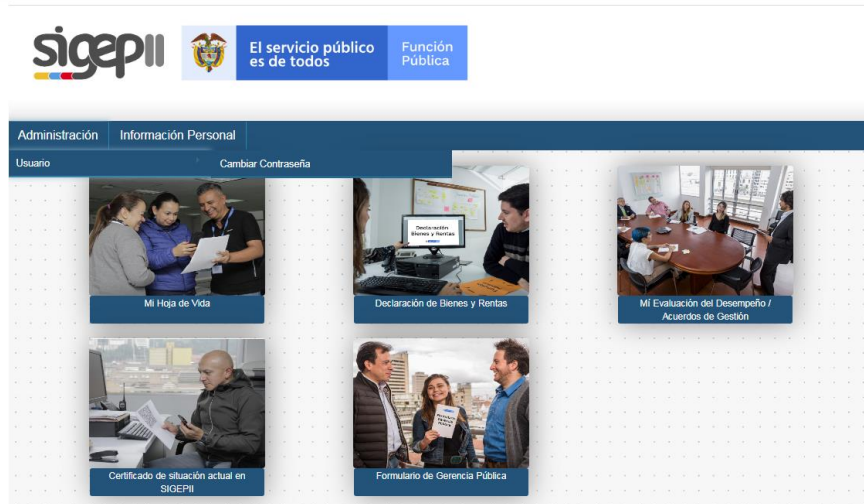 sigepII
El servicio público
es de todos
Función
Pública
Administración
Información Personal
Usuario
Cambiar Contraseña
Declaración
Bienes y Rentas
Mi Hoja de Vida
Declaración de Bienes y Rentas
Mí Evaluación del Desempeño /
Acuerdos de Gestión
Certificado de situación actual en
SIGEPII
Formulario de Gerencia Pública